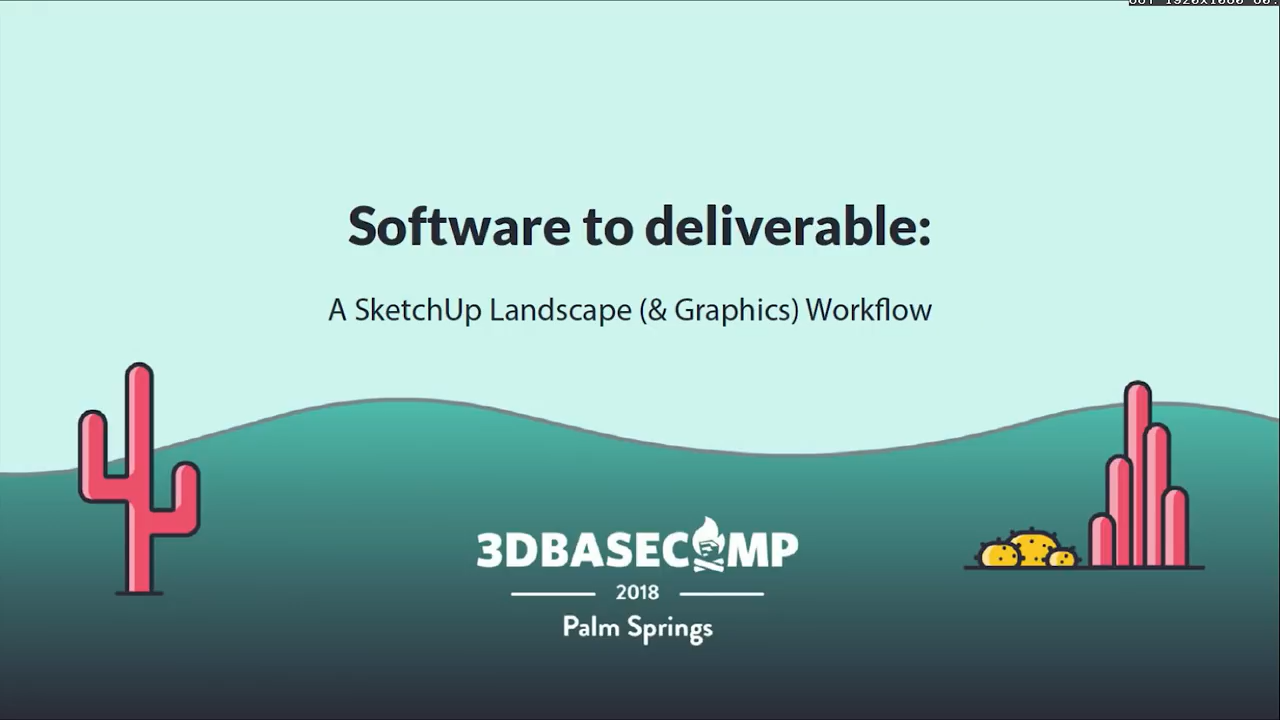 Software to deliverable:
A SketchUp Landscape (& Graphics) Workflow
3DBASECAMP
2018
Palm Springs